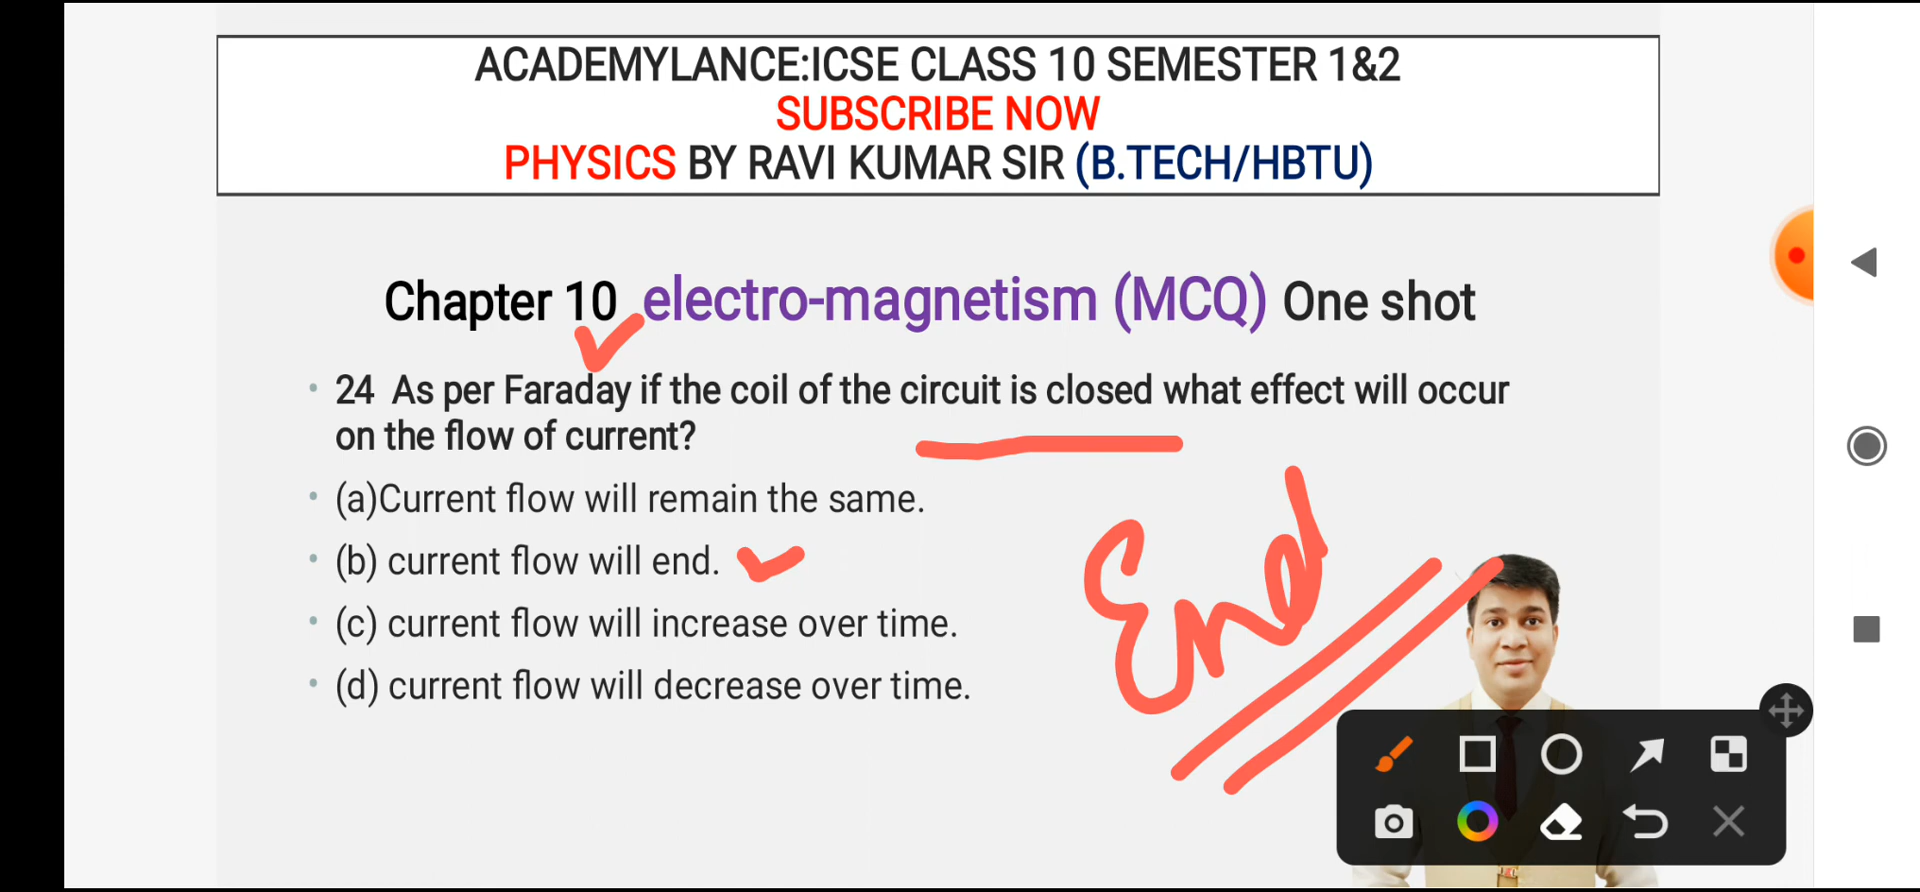 ACADEMYLANCE:ICSE CLASS 10 SEMESTER 1&2
SUBSCRIBE NOW
PHYSICS BY RAVI KUMAR SIR (B.TECH/HBTU)
Chapter 10 electro-magnetism (MCQ) One shot
• 24 As per Faraday if the coil of the circuit is closed what effect will occur
on the flow of current?
• (a)Current flow will remain the same.
• (b) current flow will end.
• (c) current flow will increase over time.
• (d) current flow will decrease over time.
End